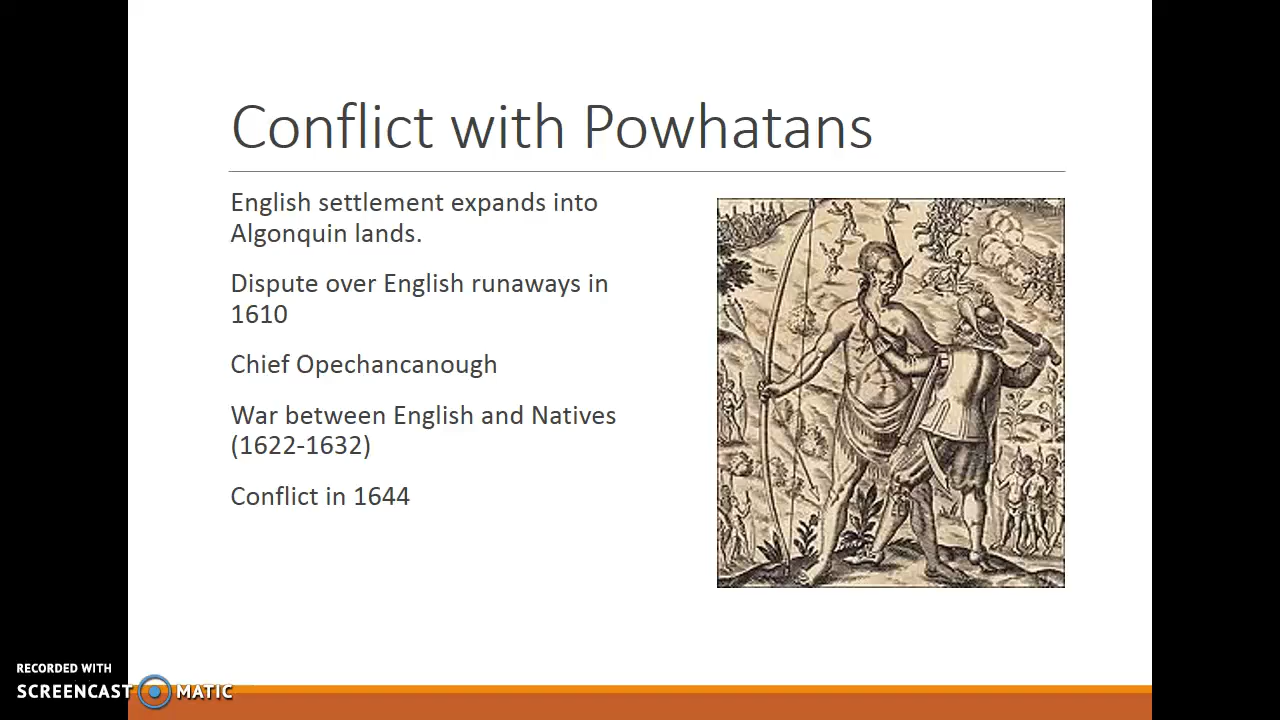 Conflict with Powhatans
English settlement expands into
Algonquin lands.
Dispute over English runaways in
1610
Chief Opechancanough
War between English and Natives
(1622-1632)
Conflict in 1644
RECORDED WITH
SCREENCAST MATIC